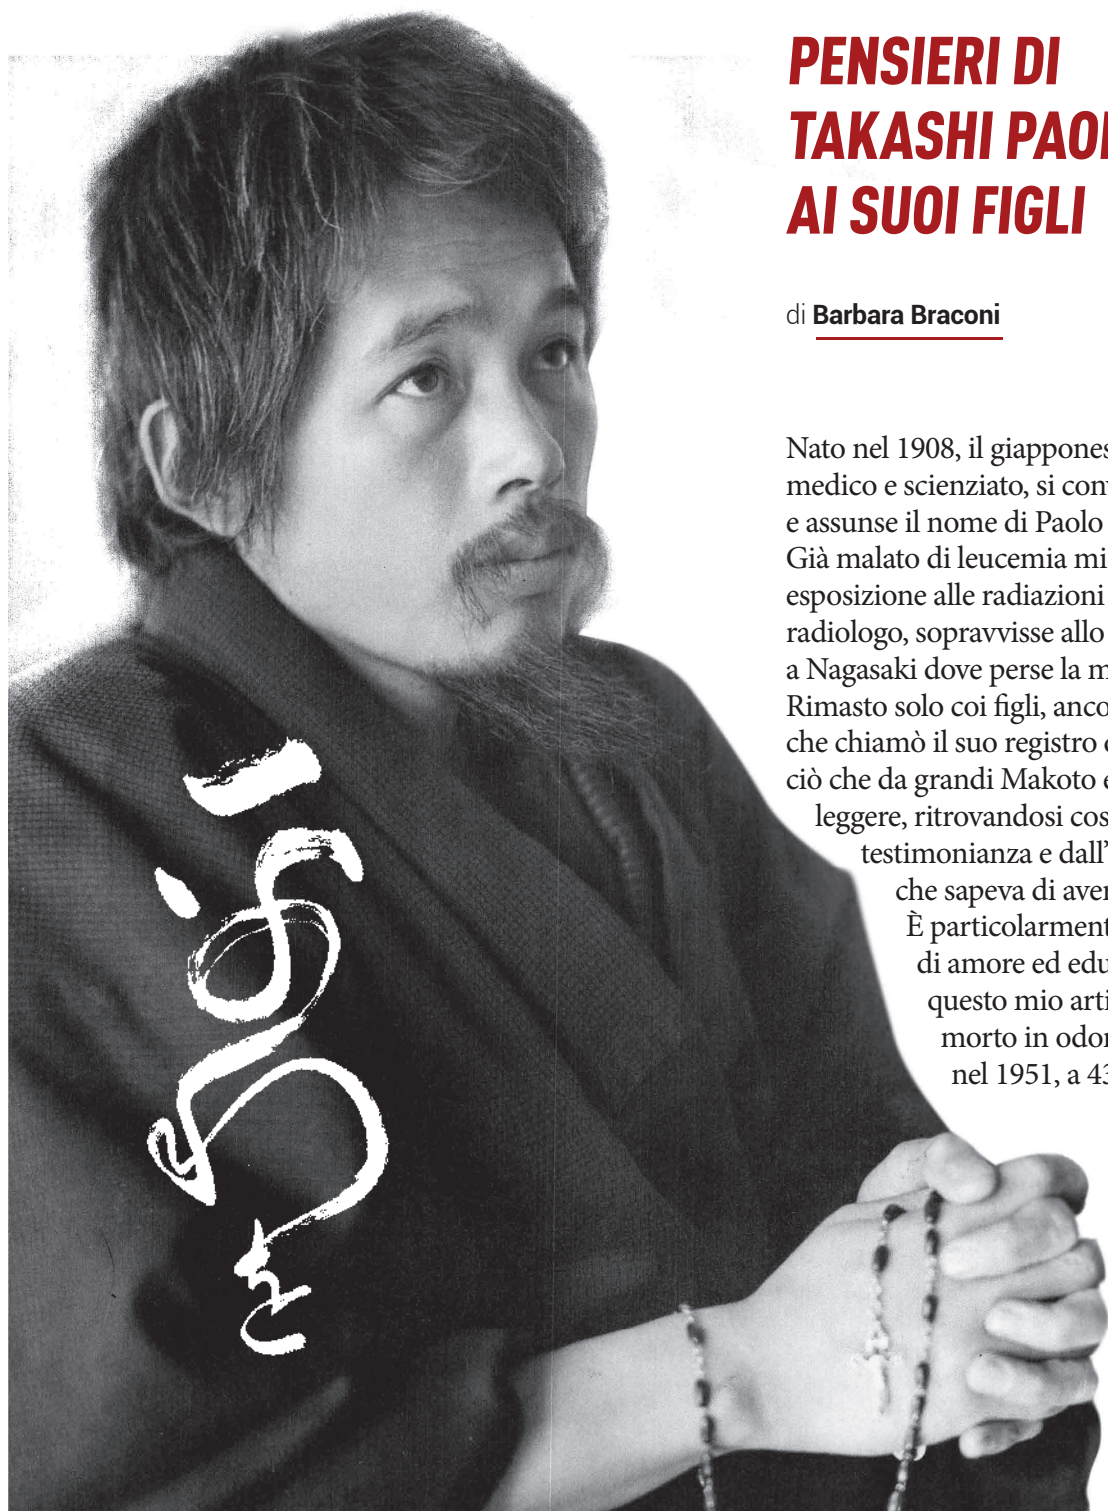 PENSIERI DI
TAKASHI PAO
AI SUOI FIGLI
di Barbara Braconi
Nato nel 1908, il giappones
medico e scienziato, si con
e assunse il nome di Paolo
Già malato di leucemia mi
esposizione alle radiazioni
radiologo, sopravvisse allo
a Nagasaki dove perse la m
Rimasto solo coi figli, anco
che chiamò il suo registro
ciò che da grandi Makoto e
leggere, ritrovandosi cos
testimonianza e dall'
che sapeva di aver
È particolarment
di amore ed edu
questo mio arti
morto in odor
nel 1951, a 43